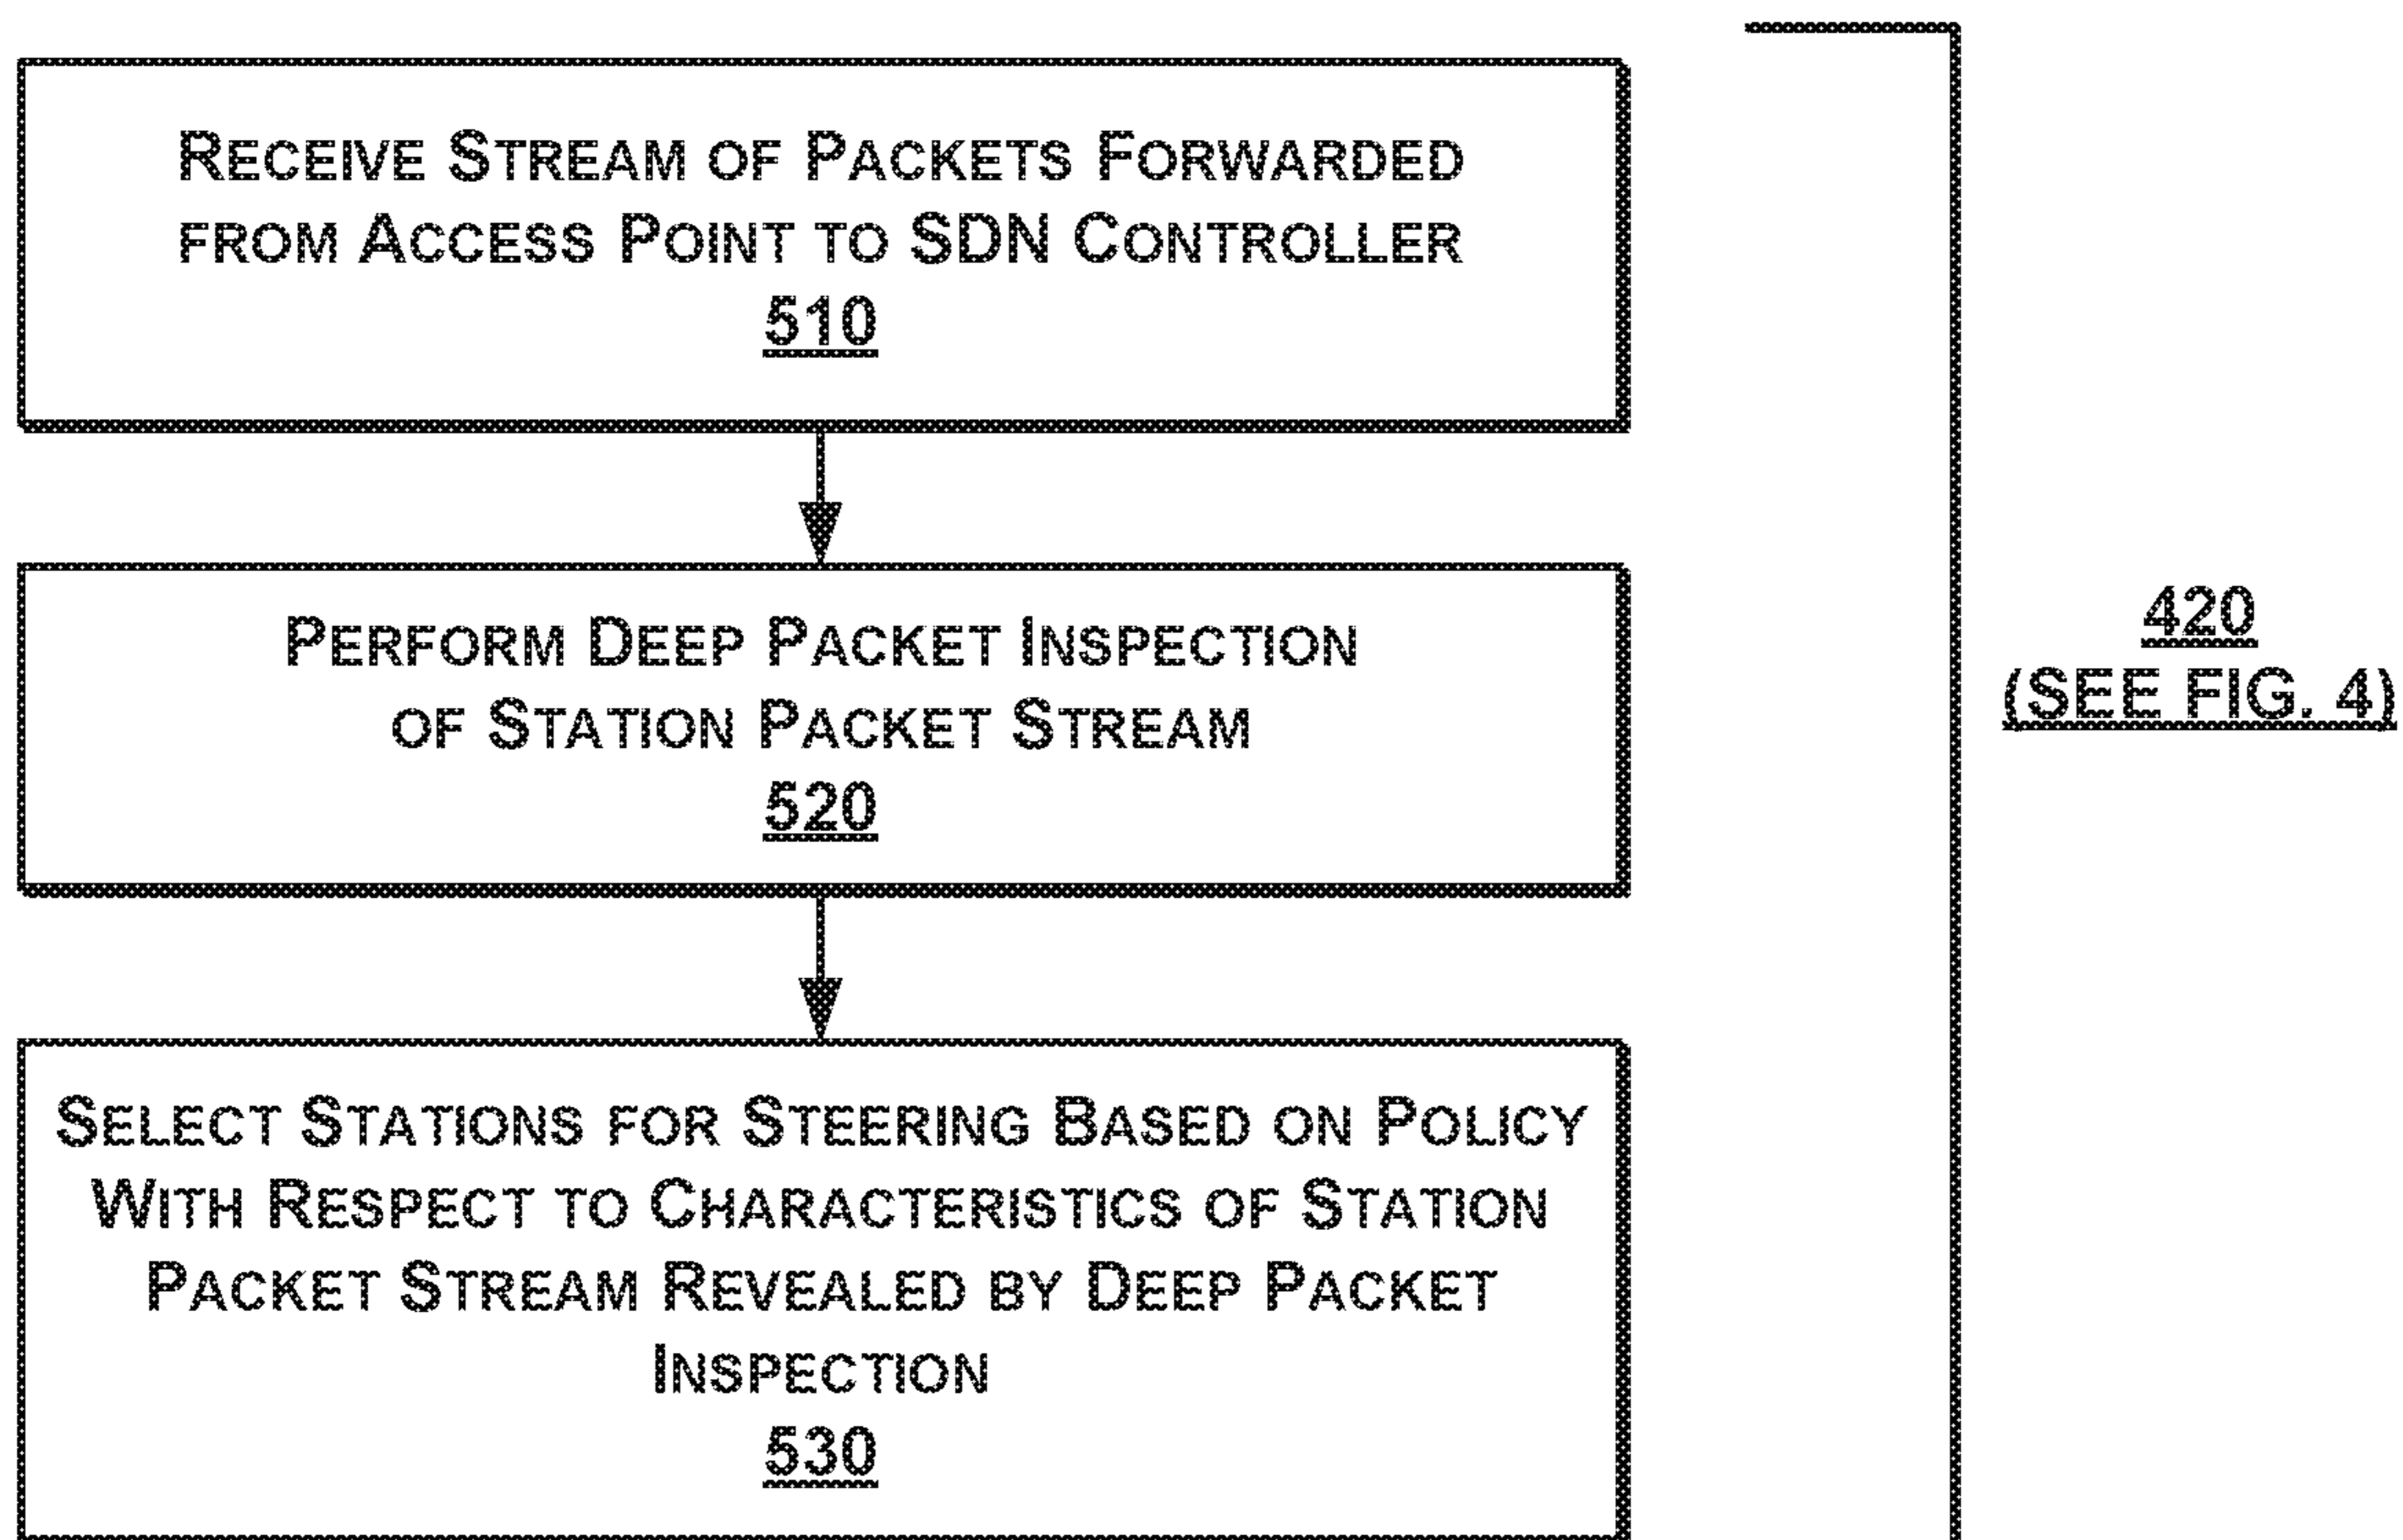 RECEIVE STREAM OF PACKETS FORWARDED
FROM ACCESS POINT TO SDN CONTROLLER
510
PERFORM DEEP PACKET INSPECTION
OF STATION PACKET STREAM
520
420
(SEE FIG. 4)
SELECT STATIONS FOR STEERING BASED ON POLICY
WITH RESPECT TO CHARACTERISTICS OF STATION
PACKET STREAM REVEALED BY DEEP PACKET
INSPECTION
530